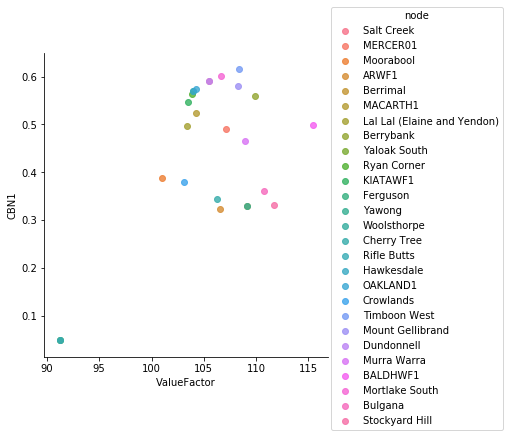 node
Salt Creek
MERCER01
Moorabool
ARWF1
Berrimal
MACARTH1
Lal Lal (Elaine and Yendon)
Berrybank
Yaloak South
Ryan Corner
KIATAWF1
Ferguson
Yawong
Woolsthorpe
Cherry Tree
Rifle Butts
Hawkesdale
OAKLAND1
Crowlands
Timboon West
Mount Gellibrand
Dundonnell
Murra Warra
BALDHWF1
Mortlake South
Bulgana
Stockyard Hill
CBN1
0.6
0.5
0.4
0.3
0.2
0.1
90 95 100 105 110 115
ValueFactor